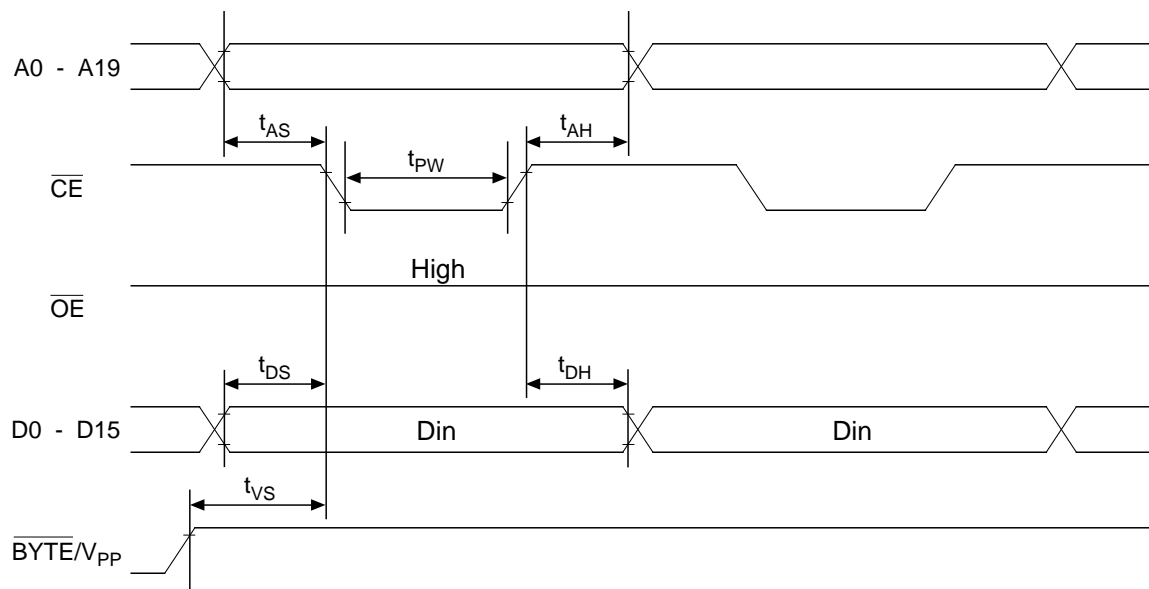 A0 - A19
tAS
tAH
tPW
CE
High
OE
tDS
tDH
D0 - D15
Din
Din
tVS
BYTE/VPP